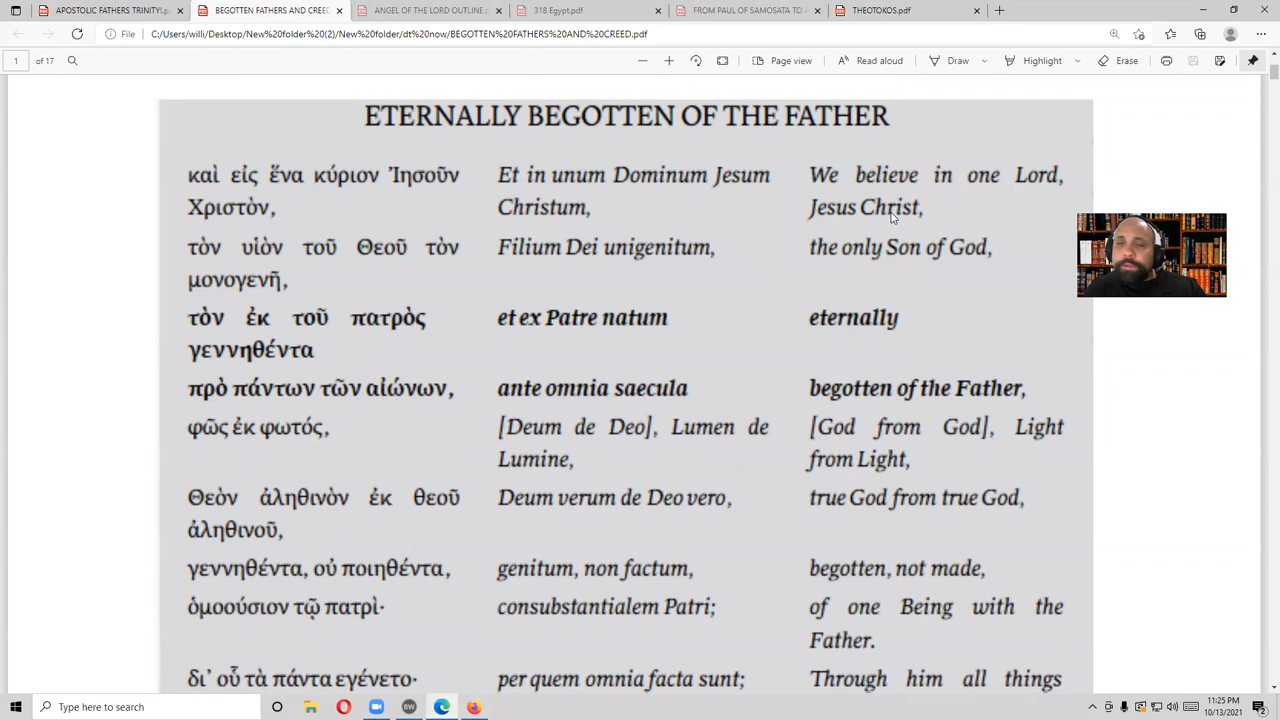 APOSTOLIC FATHERS TRINITY!.p
BEGOTTEN FATHERS AND CREED
ANGEL OF THE LORD OUTLINE.
318 Egypt.pdf
FROM PAUL OF SAMOSATA TO
THEOTOKOS.pdf
File
C:/Users/willi/Desktop/New%20folder%20(2)/New%20folder/dt%20now/BEGOTTEN%20FATHERS%20AND%20CREED.pdf
1 of 17
Page view
Read aloud
Draw
Highlight
Erase
ETERNALLY BEGOTTEN OF THE FATHER
καὶ εἰς ἕνα κύριον Ἰησοῦν
Χριστὸν,
τὸν υἱὸν τοῦ Θεοῦ τὸν
μονογενῆ,
τὸν ἐκ τοῦ πατρὸς
γεννηθέντα
πρὸ πάντων τῶν αἰώνων,
φῶς ἐκ φωτός,
Θεὸν ἀληθινὸν ἐκ θεοῦ
ἀληθινοῦ,
γεννηθέντα, οὐ ποιηθέντα,
ὁμοούσιον τῷ πατρὶ·
δι' οὗ τὰ πάντα εγένετο·
Et in unum Dominum Jesum
Christum,
Filium Dei unigenitum,
et ex Patre natum
ante omnia saecula
[Deum de Deo], Lumen de
Lumine,
Deum verum de Deo vero,
genitum, non factum,
consubstantialem Patri;
per quem omnia facta sunt;
We believe in one Lord,
Jesus Christ,
the only Son of God,
eternally
begotten of the Father,
[God from God], Light
from Light,
true God from true God,
begotten, not made,
of one Being with the
Father.
Through him all things
Type here to search
BW
11:25 PM
10/13/2021
2